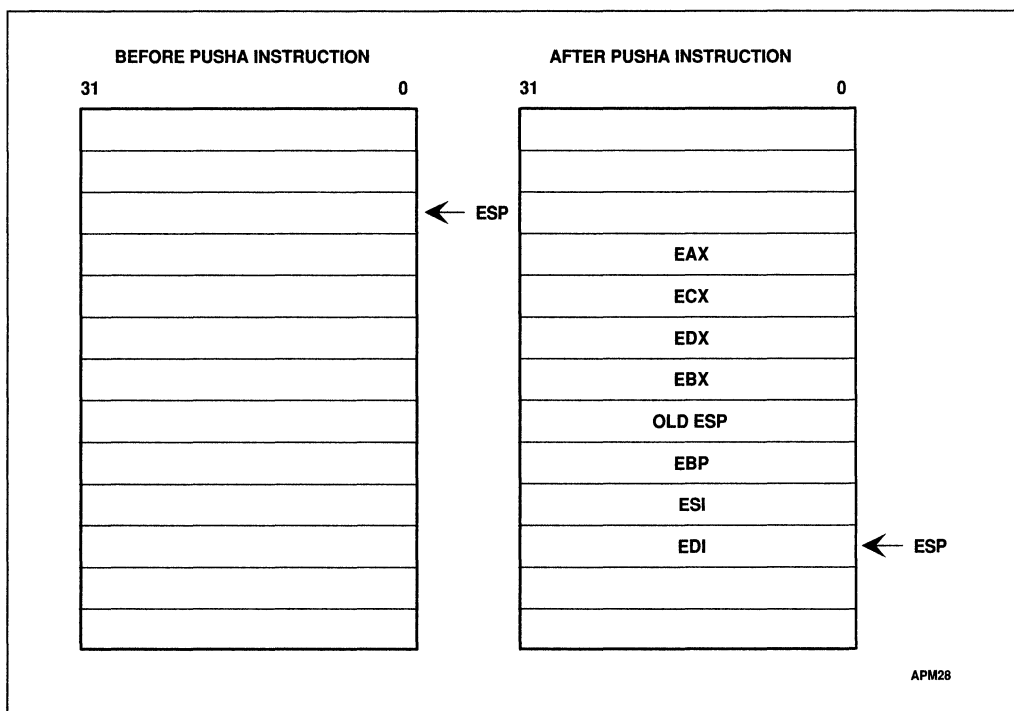 BEFORE PUSHA INSTRUCTION
31 0
ESP
AFTER PUSHA INSTRUCTION
31 0
EAX
ECX
EDX
EBX
OLD ESP
EBP
ESI
EDI
ESP
APM28